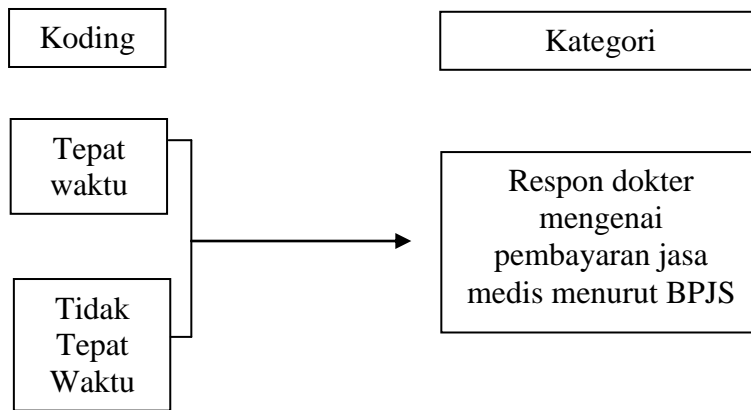 Koding
Kategori
Tepat
waktu
Respon dokter
mengenai
pembayaran jasa
medis menurut BPJS
Tidak
Tepat
Waktu